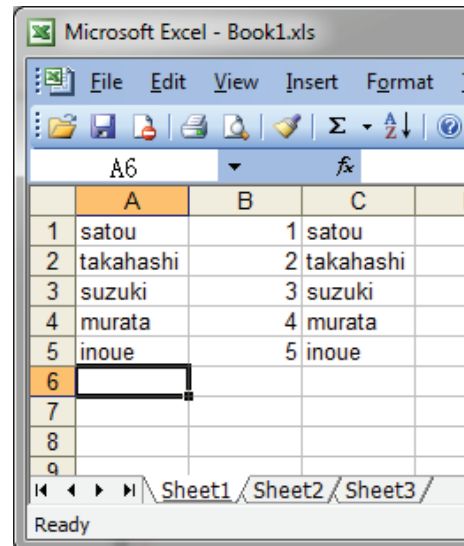 Microsoft Excel - Book1.xls
File Edit View Insert Format
Σ A Z
A6 fx
A B C
1 satou 1 satou
2 takahashi 2 takahashi
3 suzuki 3 suzuki
4 murata 4 murata
5 inoue 5 inoue
6
7
8
9
Sheet1 Sheet2 Sheet3
Ready